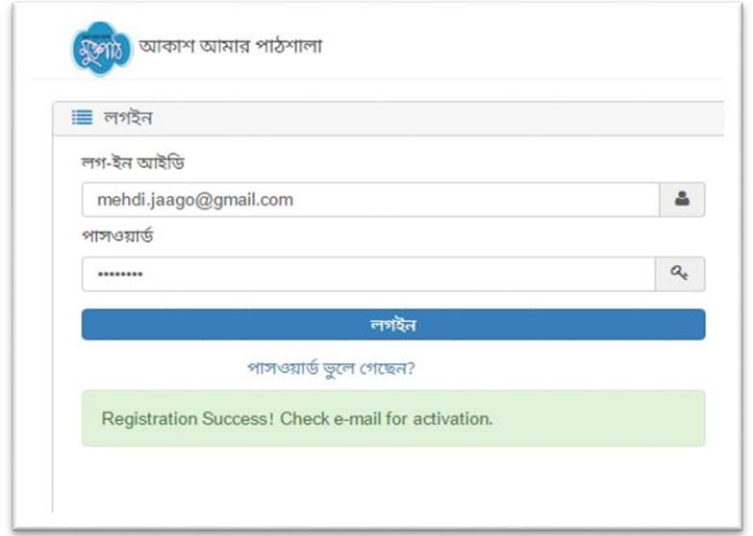 মুক্তপাঠ আকাশ আমার পাঠশালা
লগইন
লগ-ইন আইডি
mehdi.jaago@gmail.com
পাসওয়ার্ড
••••••••
লগইন
পাসওয়ার্ড ভুলে গেছেন?
Registration Success! Check e-mail for activation.